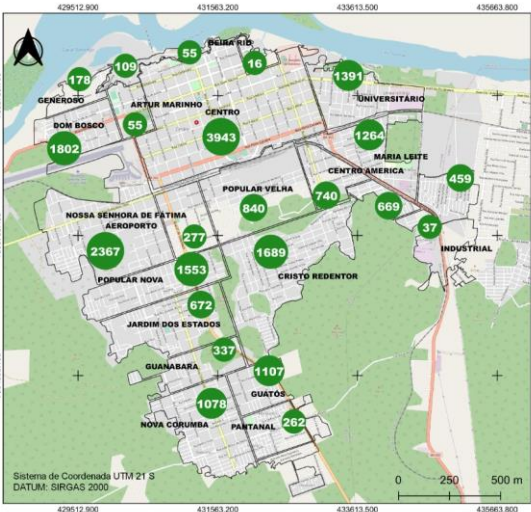 429512.900 431563.200 433613.500 435663.800
BEIRA RIO
55
109
16
178
1391
GENEROSO
ARTUR MARINHO
UNIVERSITÁRIO
CENTRO
DOM BOSCO
55
3943
1264
1802
MARIA LEITE
CENTRO AMERICA
459
POPULAR VELHA
740
840
669
NOSSA SENHORA DE FÁTIMA
AEROPORTO
37
277
2367
1689
INDUSTRIAL
1553
CRISTO REDENTOR
POPULAR NOVA
672
JARDIM DOS ESTADOS
337
GUANABARA
1107
GUATÓS
1078
262
NOVA CORUMBA
PANTANAL
Sistema de Coordenada UTM 21 S
DATUM: SIRGAS 2000
0 250 500 m
429512.900 431563.200 433613.500 435663.800